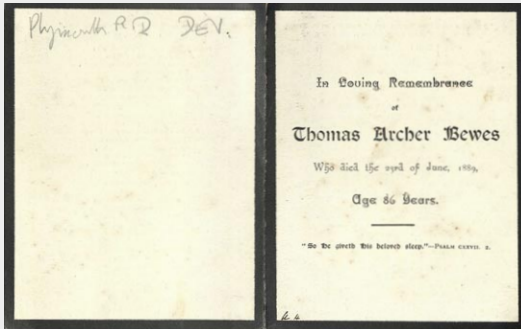 Plymouth R D DEV.
In Loving Remembrance
of
Thomas Archer Bewes
Who died the 23rd of June, 1889,
Age 86 Years.
"So He giveth His beloved sleep."—PSALM CXXVII. 2.